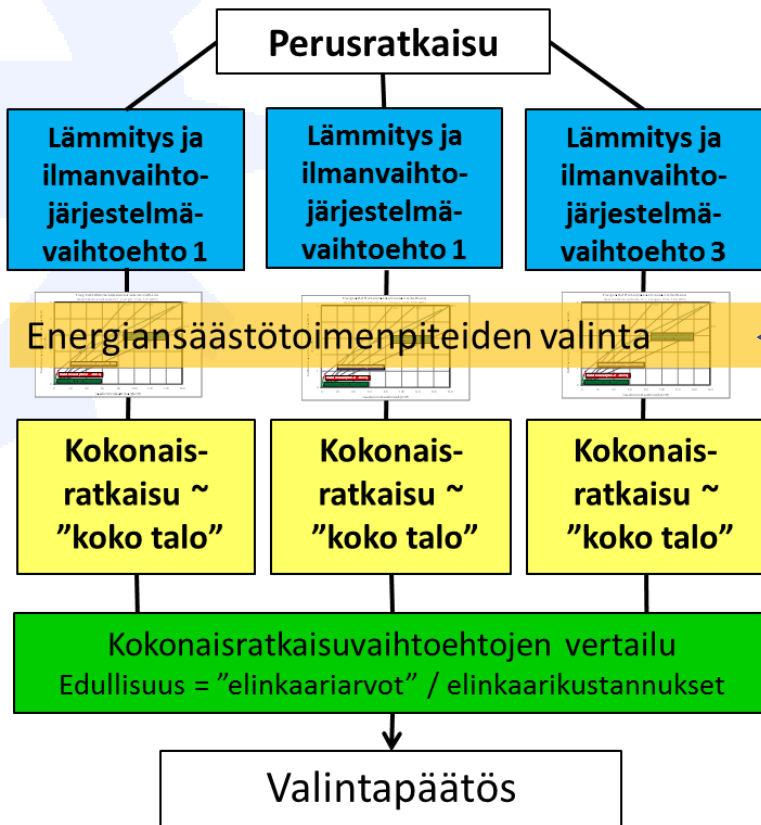 Perusratkaisu
Lämmitys ja
ilmanvaihto-
järjestelmä-
vaihtoehto 1
Lämmitys ja
ilmanvaihto-
järjestelmä-
vaihtoehto 1
Lämmitys ja
ilmanvaihto-
järjestelmä-
vaihtoehto 3
Energiansäästötoimenpiteiden valinta
Kokonais-
ratkaisu ~
”koko talo”
Kokonais-
ratkaisu ~
”koko talo”
Kokonais-
ratkaisu ~
”koko talo”
Kokonaisratkaisuvaihtoehtojen vertailu
Edullisuus = ”elinkaariarvot” / elinkaarikustannukset
Valintapäätös